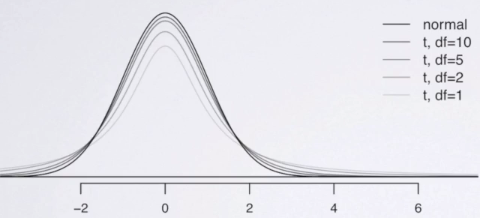 normal
t, df=10
t, df=5
t, df=2
t, df=1
−2 0 2 4 6